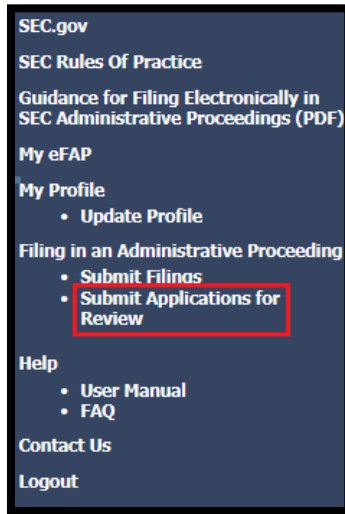 SEC.gov
SEC Rules Of Practice
Guidance for Filing Electronically in
SEC Administrative Proceedings (PDF)
My eFAP
My Profile
• Update Profile
Filing in an Administrative Proceeding
• Submit Filings
• Submit Applications for
Review
Help
• User Manual
• FAQ
Contact Us
Logout